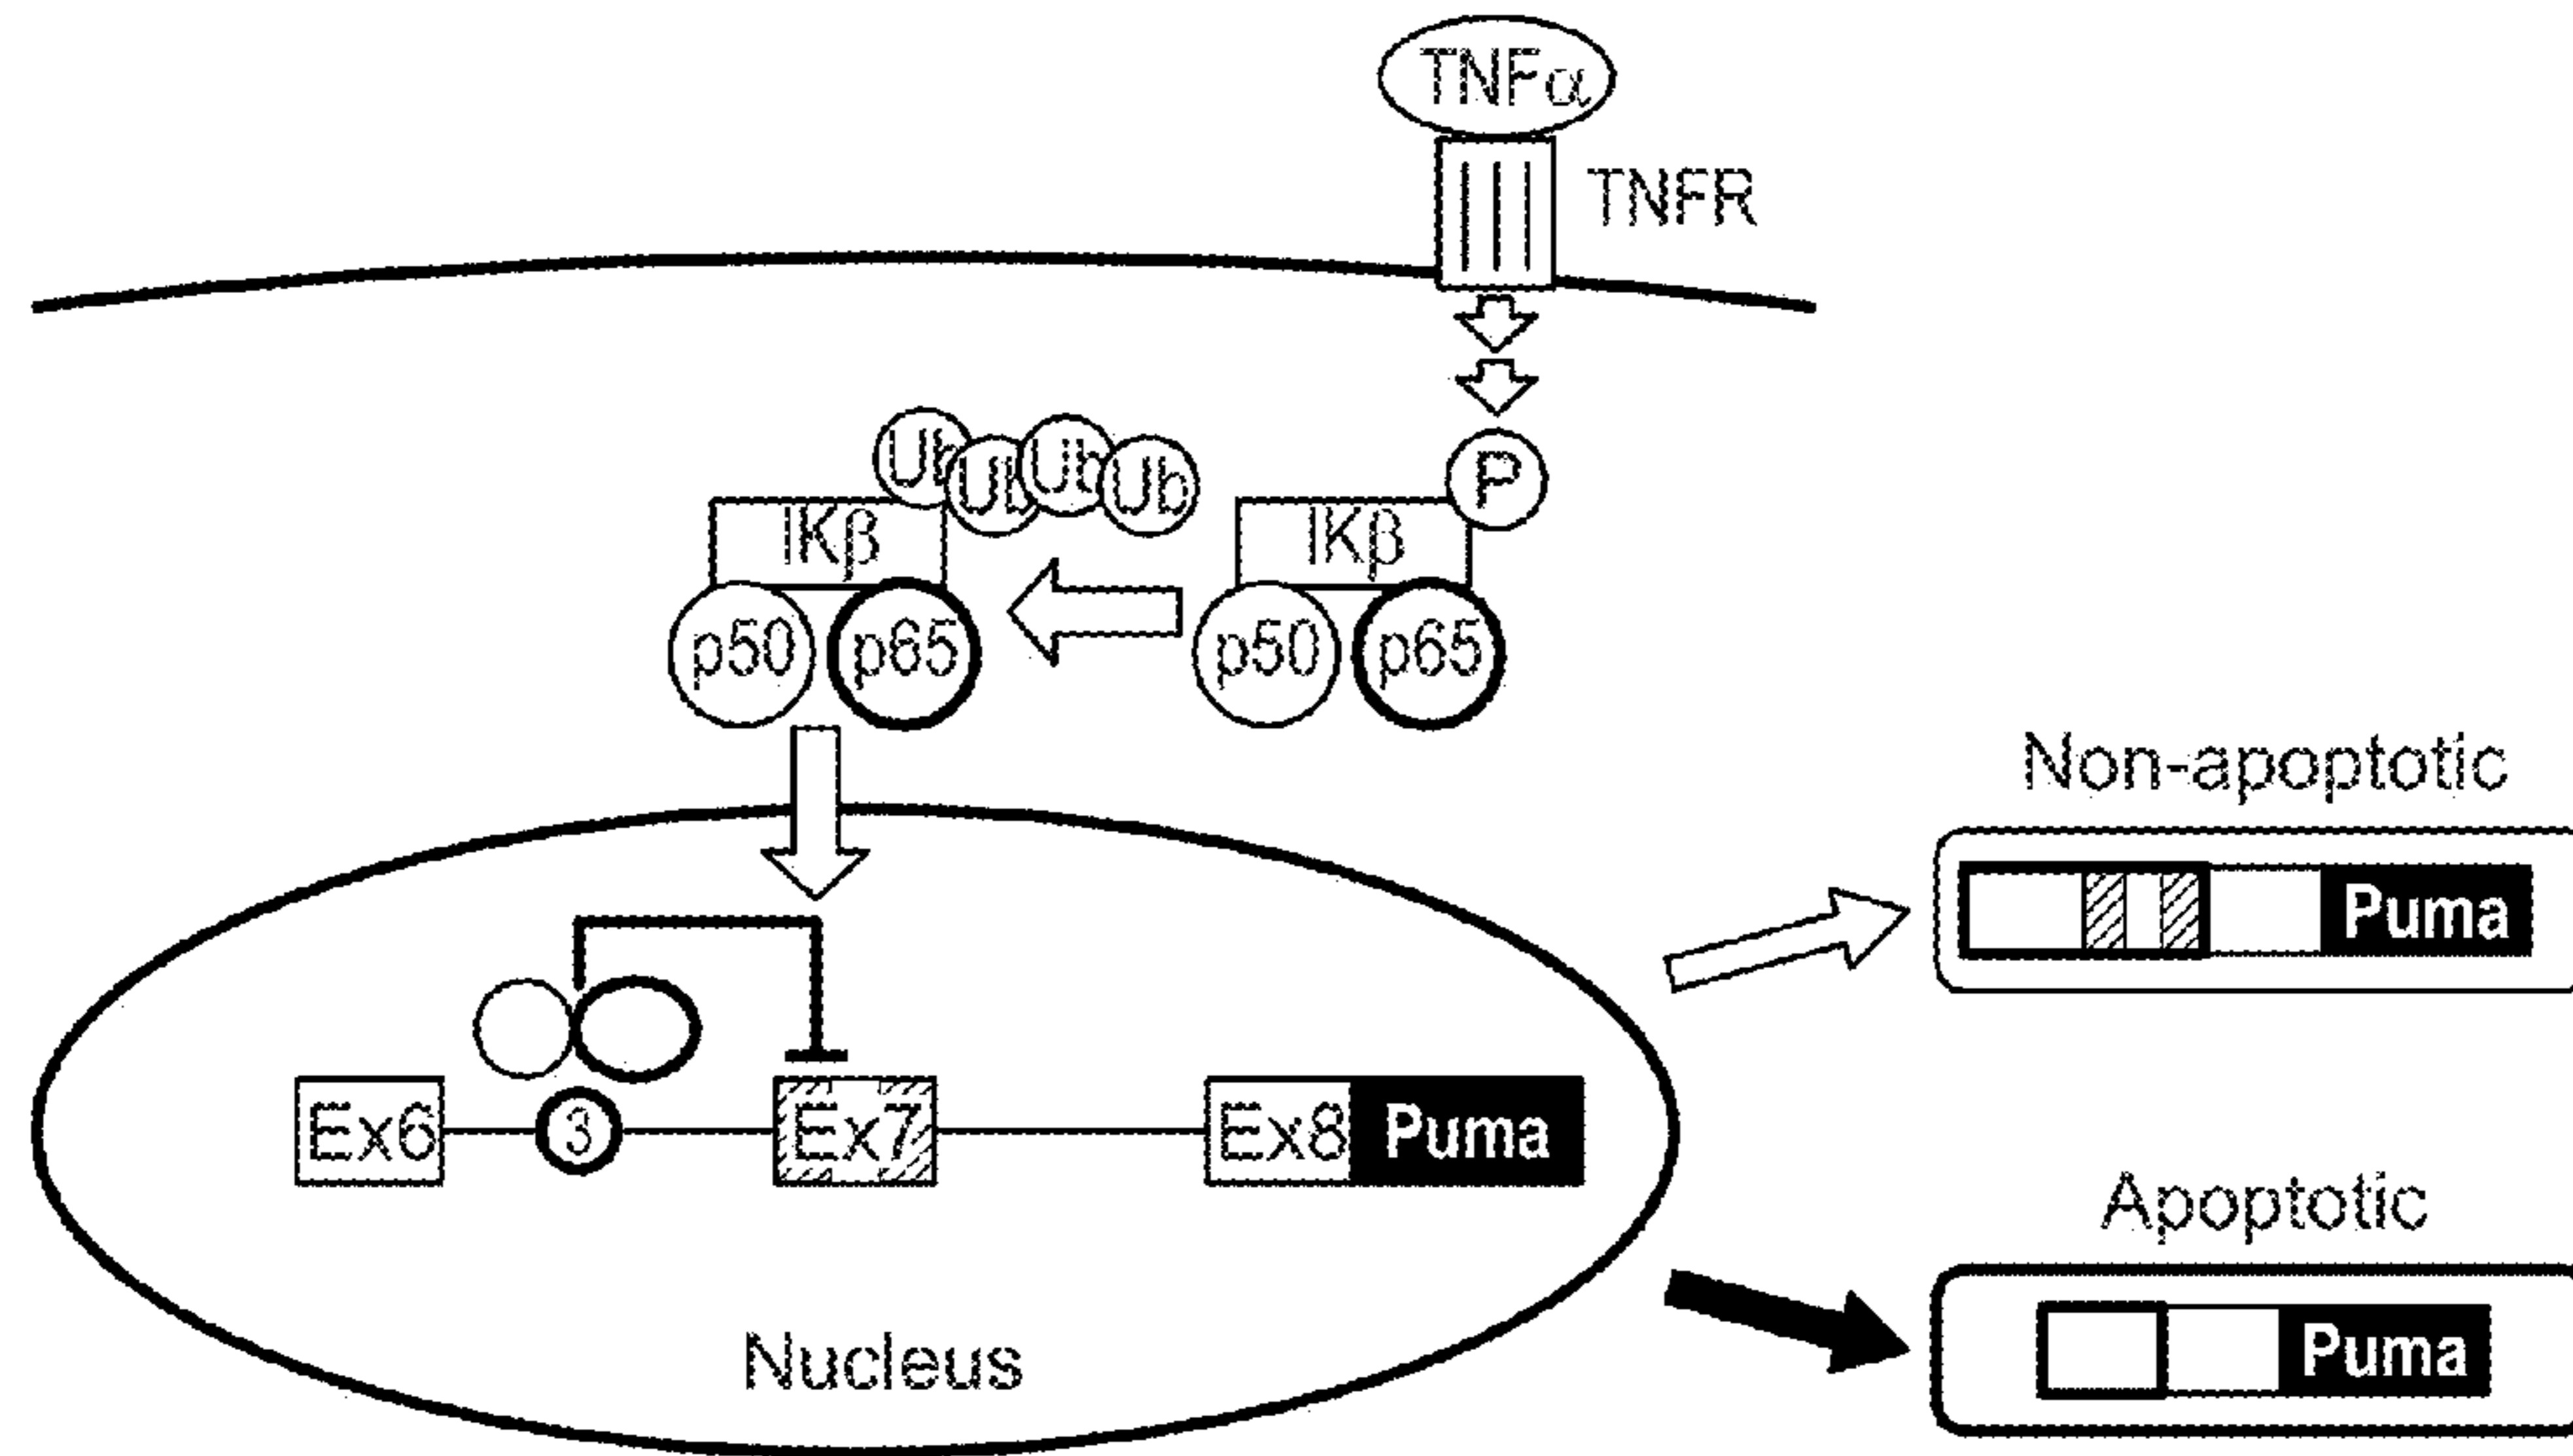 TNFα
TNFR
Ub Ub Ub Ub
P
IKβ
IKβ
p50 p65
p50 p65
Non-apoptotic
Puma
Ex6 3 Ex7 Ex8 Puma
Apoptotic
Puma
Nucleus